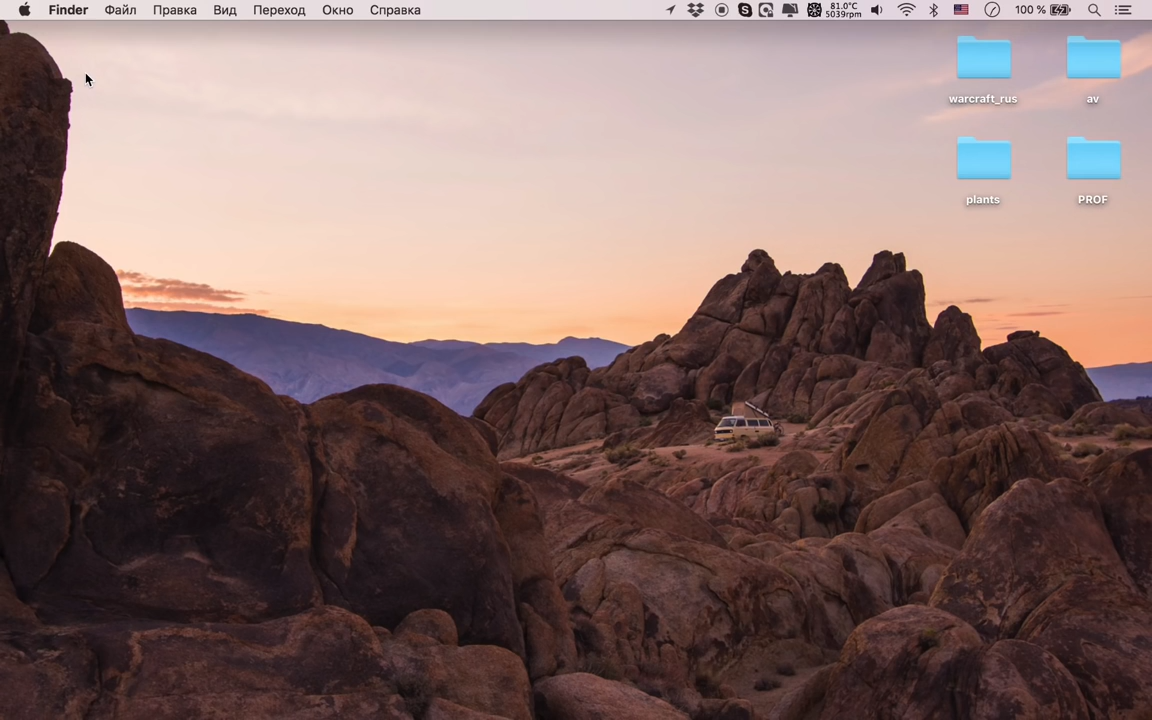 Finder Файл Правка Вид Переход Окно Справка 81.0°C 100 %
5039rpm
warcraft_rus av
plants PROF